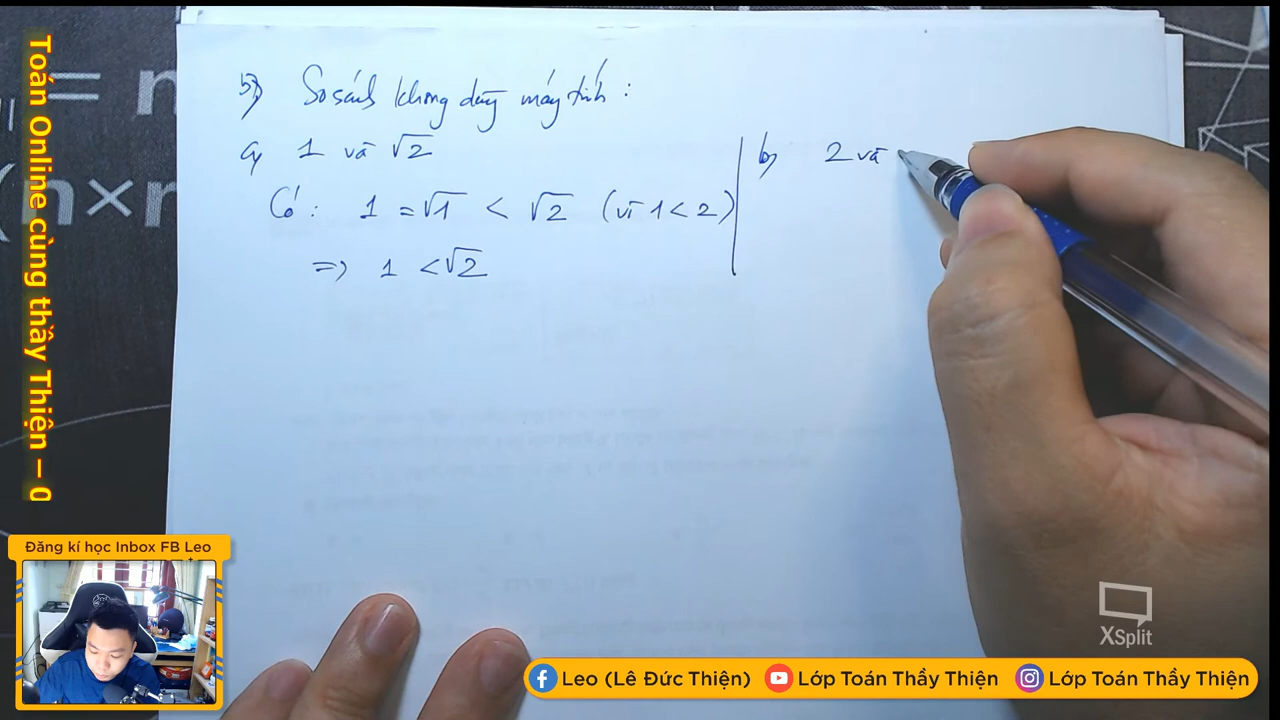 Toán Online cùng thầy Thiện – 0
= n
(n×n
5) So sánh không dùng máy tính :
a) 1 và √2
Có : 1 = √1 < √2 (vì 1 < 2)
=> 1 < √2
b) 2 và
Đăng kí học Inbox FB Leo
XSplit
Leo (Lê Đức Thiện)
Lớp Toán Thầy Thiện
Lớp Toán Thầy Thiện